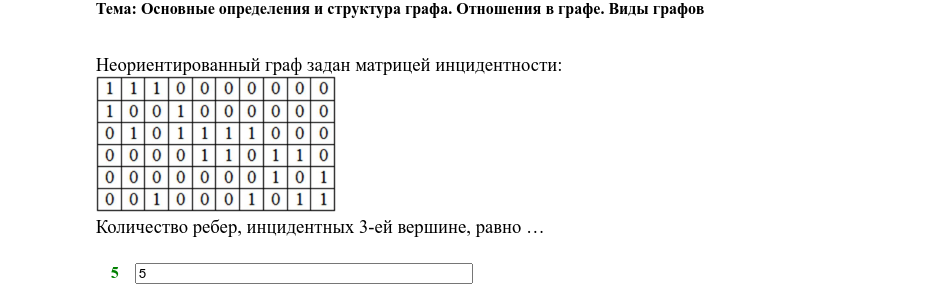 Тема: Основные определения и структура графа. Отношения в графе. Виды графов
Неориентированный граф задан матрицей инцидентности:
1 1 1 0 0 0 0 0 0 0
1 0 0 1 0 0 0 0 0 0
0 1 0 1 1 1 1 0 0 0
0 0 0 0 1 1 0 1 1 0
0 0 0 0 0 0 0 1 0 1
0 0 1 0 0 0 1 0 1 1
Количество ребер, инцидентных 3-ей вершине, равно …
5 5